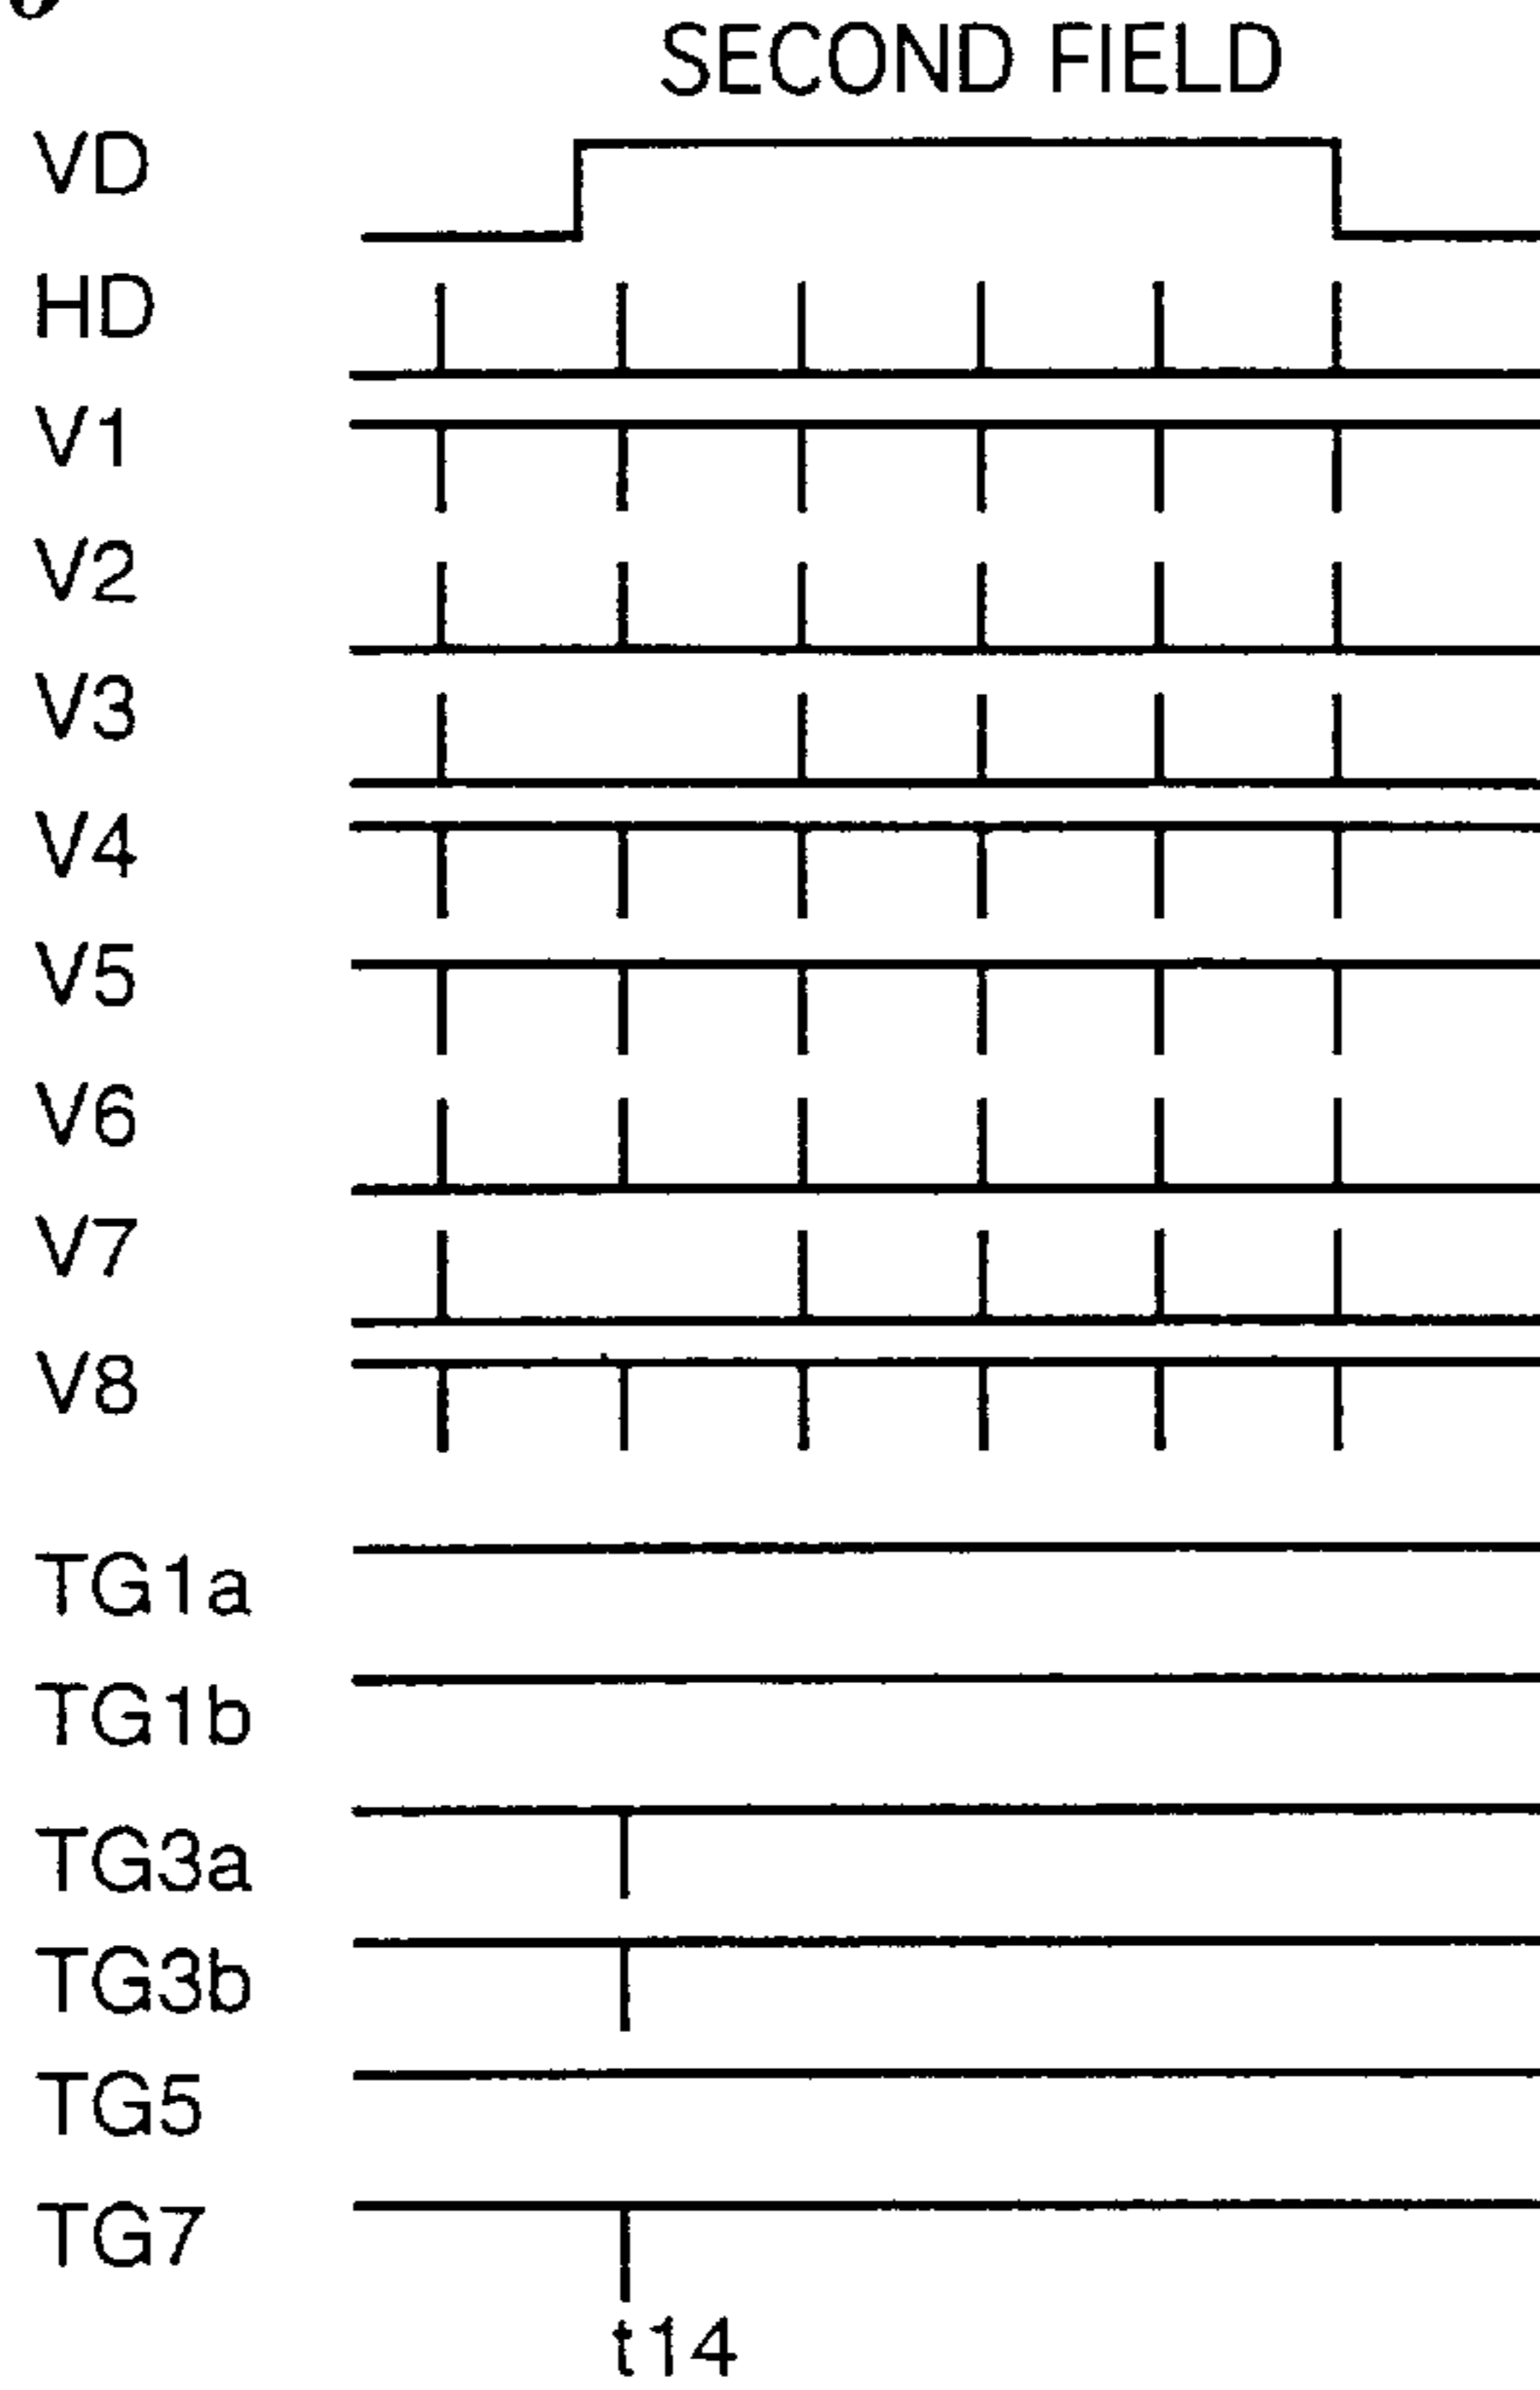 SECOND FIELD
VD
HD
V1
V2
V3
V4
V5
V6
V7
V8
TG1a
TG1b
TG3a
TG3b
TG5
TG7
t14